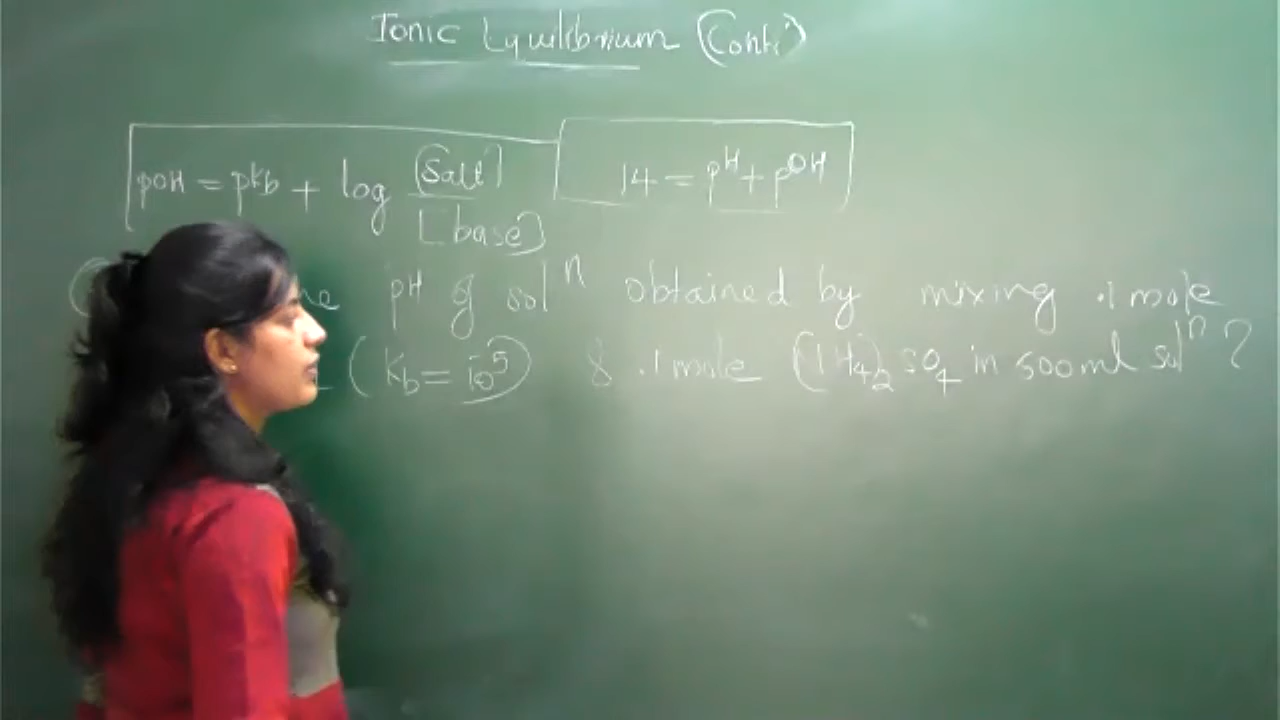 Ionic Equilibrium (Conti)
pOH = pKb + log [Salt] / [base]
14 = pH + pOH
pH of solⁿ obtained by mixing .1 mole
(Kb = 10⁻⁵) & .1 mole (NH₄)₂SO₄ in 500ml solⁿ?